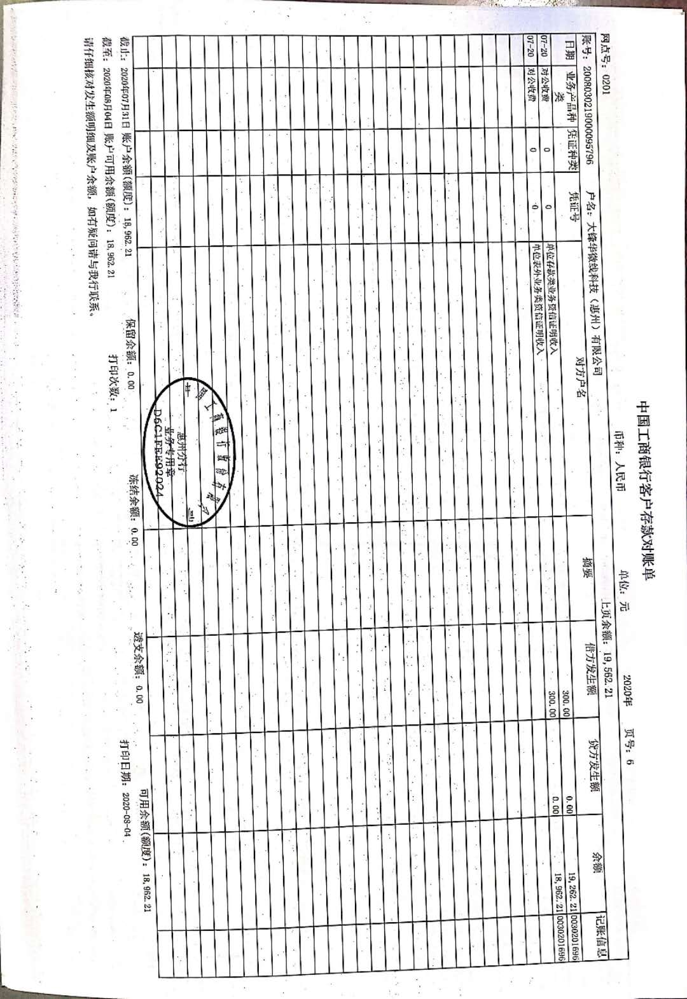 中国工商银行客户存款对账单
网点号: 0201 币种: 人民币 单位: 元 2020年 页号: 6
账号: 2008030219000095796 户名: 大锋华微线科技（惠州）有限公司 上页余额: 19,562.21
日期 业务产品种类 凭证种类 凭证号 对方户名 摘要 借方发生额 贷方发生额 余额 记账信息
07-20 对公收费 0 0 单位存款类业务资信证明收入 300.00 0.00 19,262.21 0030201696
07-20 对公收费 0 0 单位表外业务类资信证明收入 300.00 0.00 18,962.21 0030201696
中国工商银行股份有限公司
惠州分行
业务专用章
D6C1FEE92024
截止: 2020年07月31日 账户余额(额度): 18,962.21 保留余额: 0.00 冻结余额: 0.00 透支余额: 0.00 可用余额(额度): 18,962.21
截至: 2020年08月04日 账户可用余额(额度): 18,962.21 打印次数: 1 打印日期: 2020-08-04
请仔细核对发生额明细及账户余额，如有疑问请与我行联系。